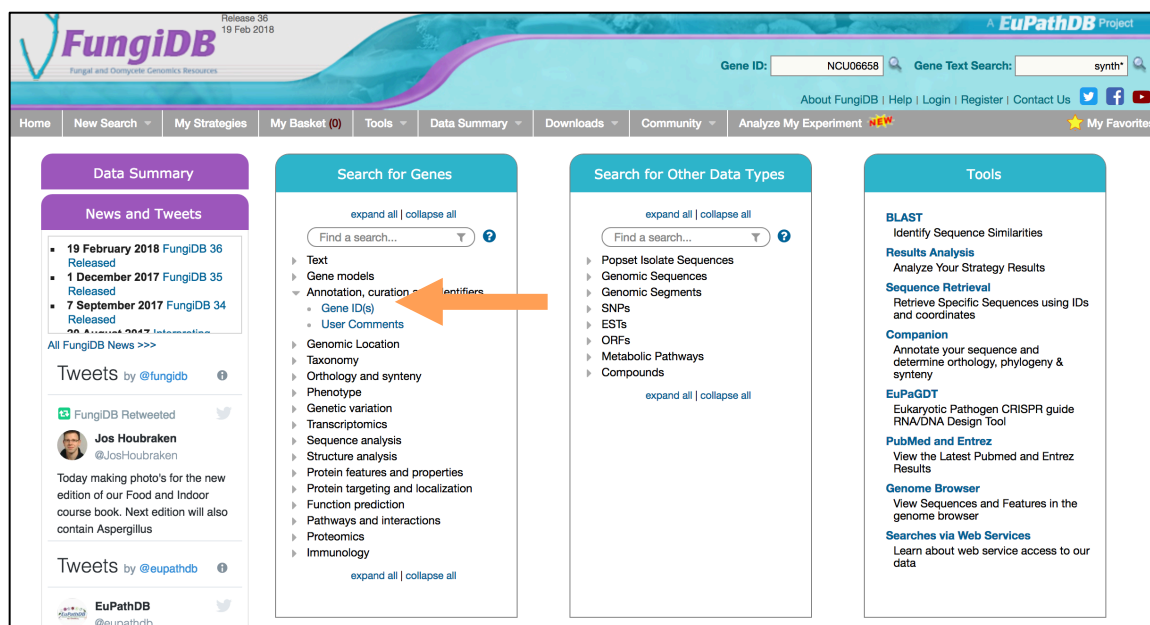 Release 36
19 Feb 2018
FungiDB
Fungal and Oomycete Genomics Resources
A EuPathDB Project
Gene ID: NCU06658 Gene Text Search: synth*
About FungiDB | Help | Login | Register | Contact Us
Home New Search My Strategies My Basket (0) Tools Data Summary Downloads Community Analyze My Experiment NEW My Favorites
Data Summary
News and Tweets
19 February 2018 FungiDB 36
Released
1 December 2017 FungiDB 35
Released
7 September 2017 FungiDB 34
Released
All FungiDB News >>>
Tweets by @fungidb
FungiDB Retweeted
Jos Houbraken
@JosHoubraken
Today making photo's for the new
edition of our Food and Indoor
course book. Next edition will also
contain Aspergillus
Tweets by @eupathdb
EuPathDB
@eupathdb
Search for Genes
expand all | collapse all
Find a search...
Text
Gene models
Annotation, curation
Gene ID(s)
User Comments
Genomic Location
Taxonomy
Orthology and synteny
Phenotype
Genetic variation
Transcriptomics
Sequence analysis
Structure analysis
Protein features and properties
Protein targeting and localization
Function prediction
Pathways and interactions
Proteomics
Immunology
expand all | collapse all
Search for Other Data Types
expand all | collapse all
Find a search...
Popset Isolate Sequences
Genomic Sequences
Genomic Segments
SNPs
ESTs
ORFs
Metabolic Pathways
Compounds
expand all | collapse all
Tools
BLAST
Identify Sequence Similarities
Results Analysis
Analyze Your Strategy Results
Sequence Retrieval
Retrieve Specific Sequences using IDs
and coordinates
Companion
Annotate your sequence and
determine orthology, phylogeny &
synteny
EuPaGDT
Eukaryotic Pathogen CRISPR guide
RNA/DNA Design Tool
PubMed and Entrez
View the Latest Pubmed and Entrez
Results
Genome Browser
View Sequences and Features in the
genome browser
Searches via Web Services
Learn about web service access to our
data